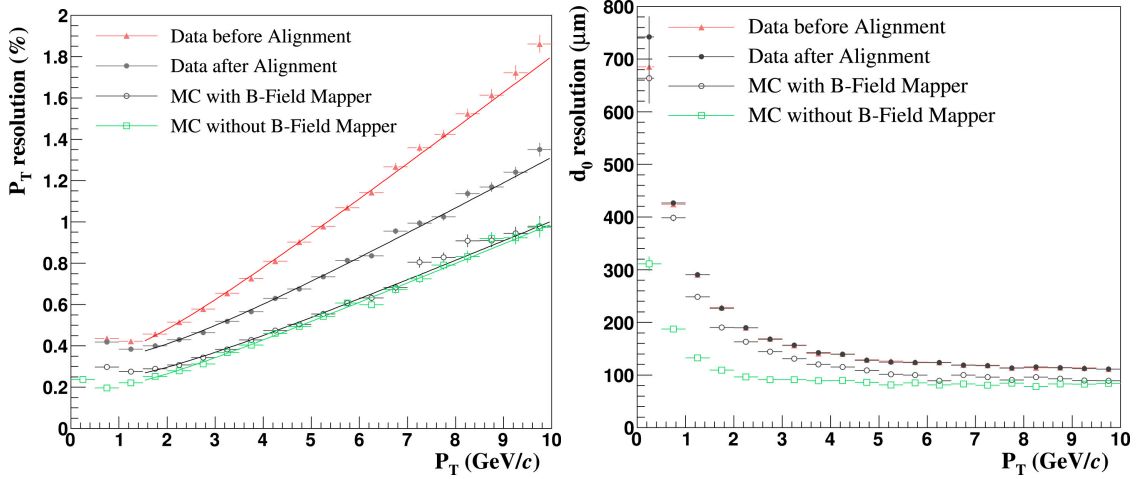 P_T resolution (%)
2
1.8
1.6
1.4
1.2
1
0.8
0.6
0.4
0.2
0
Data before Alignment
Data after Alignment
MC with B-Field Mapper
MC without B-Field Mapper
0 1 2 3 4 5 6 7 8 9 10
P_T (GeV/c)
d_0 resolution (μm)
800
700
600
500
400
300
200
100
0
Data before Alignment
Data after Alignment
MC with B-Field Mapper
MC without B-Field Mapper
0 1 2 3 4 5 6 7 8 9 10
P_T (GeV/c)